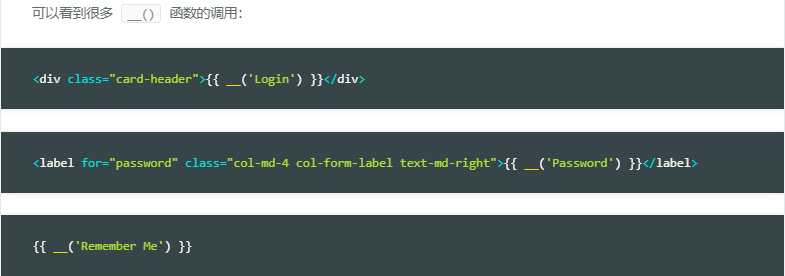 可以看到很多 __() 函数的调用：
<div class="card-header">{{ __('Login') }}</div>
<label for="password" class="col-md-4 col-form-label text-md-right">{{ __('Password') }}</label>
{{ __('Remember Me') }}